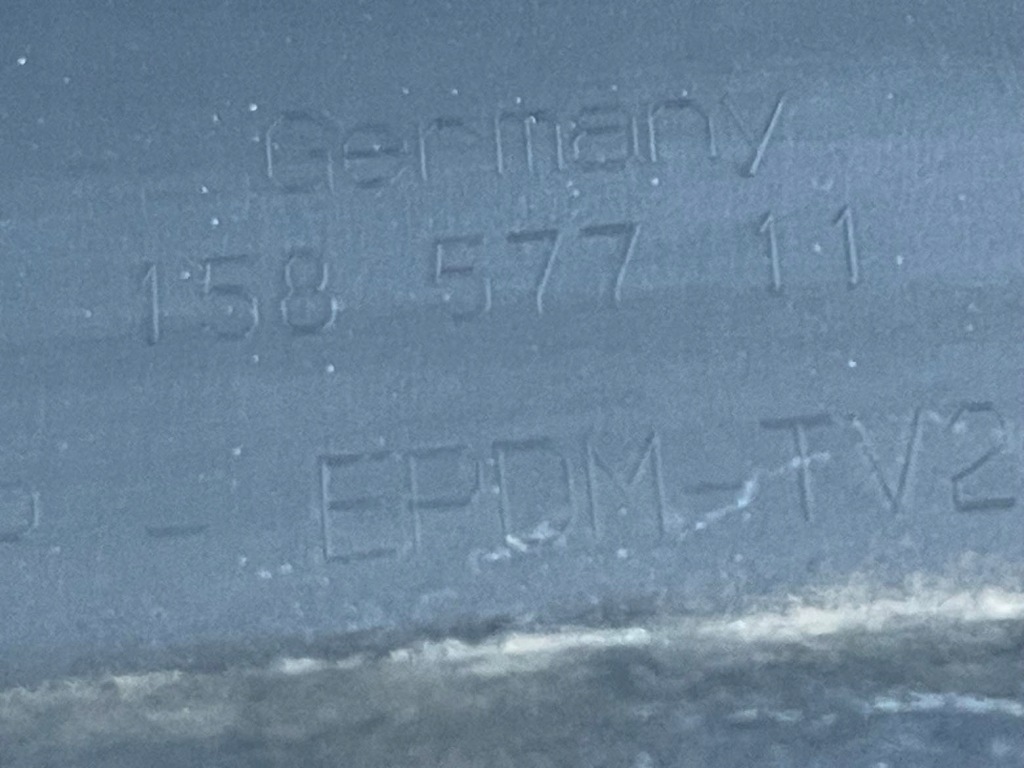 Germany
158 577 11
P - EPDM-TV2